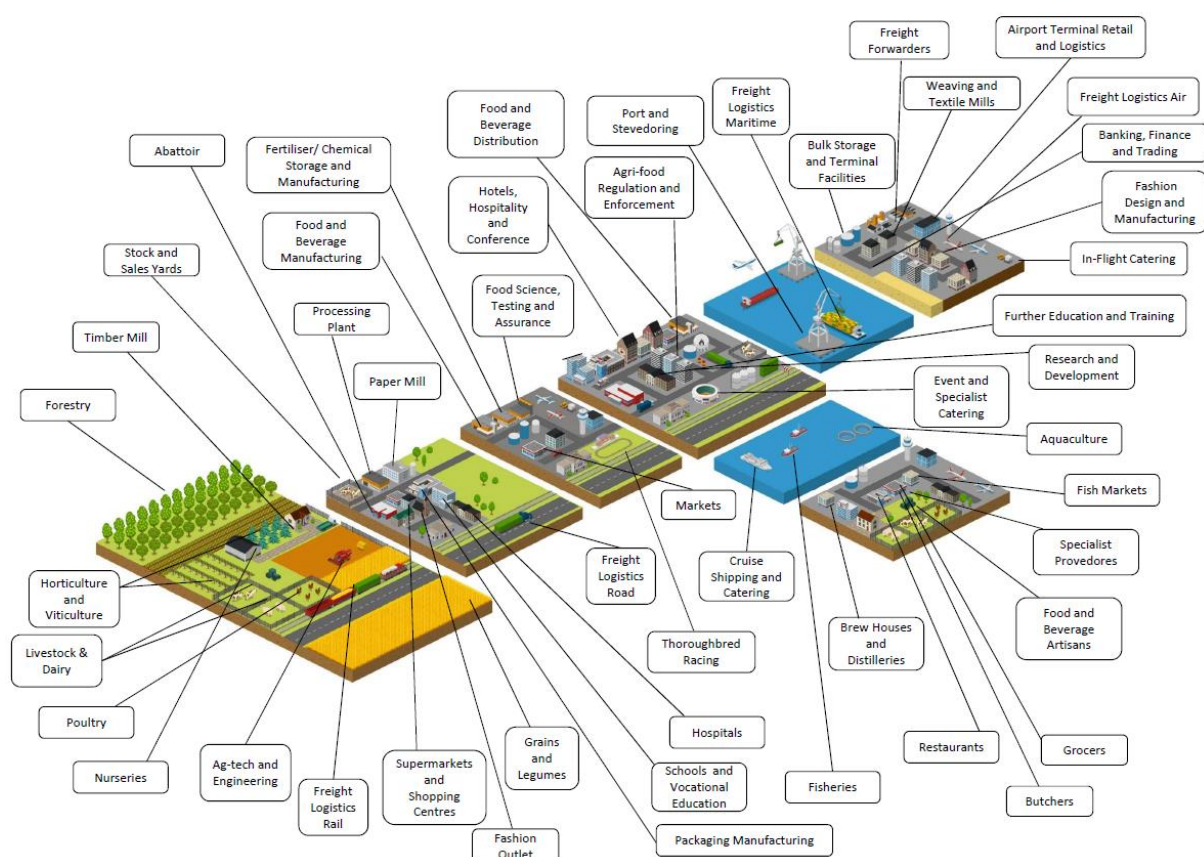 Freight
Forwarders
Airport Terminal Retail
and Logistics
Food and
Beverage
Distribution
Port and
Stevedoring
Freight
Logistics
Maritime
Weaving and
Textile Mills
Freight Logistics Air
Abattoir
Fertiliser/ Chemical
Storage and
Manufacturing
Bulk Storage
and Terminal
Facilities
Banking, Finance
and Trading
Hotels,
Hospitality
and
Conference
Agri-food
Regulation and
Enforcement
Fashion
Design and
Manufacturing
Food and
Beverage
Manufacturing
Stock and
Sales Yards
In-Flight Catering
Food Science,
Testing and
Assurance
Processing
Plant
Further Education and Training
Timber Mill
Paper Mill
Research and
Development
Forestry
Event and
Specialist
Catering
Aquaculture
Markets
Fish Markets
Specialist
Provedores
Horticulture
and
Viticulture
Freight
Logistics
Road
Cruise
Shipping and
Catering
Food and
Beverage
Artisans
Livestock &
Dairy
Thoroughbred
Racing
Brew Houses
and
Distilleries
Poultry
Hospitals
Restaurants
Grocers
Nurseries
Ag-tech and
Engineering
Freight
Logistics
Rail
Supermarkets
and
Shopping
Centres
Grains
and
Legumes
Schools and
Vocational
Education
Fisheries
Butchers
Fashion
Outlet
Packaging Manufacturing